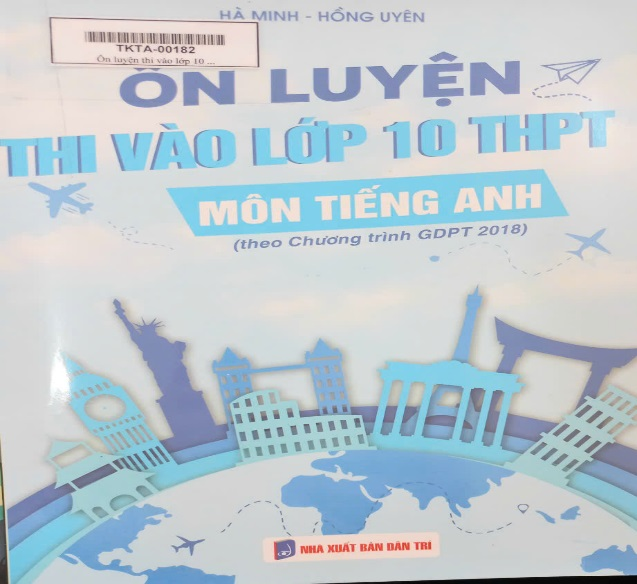 HÀ MINH - HỒNG UYÊN
TKTA-00182
Ôn luyện thi vào lớp 10 ...
ÔN LUYỆN
THI VÀO LỚP 10 THPT
MÔN TIẾNG ANH
(theo Chương trình GDPT 2018)
NHÀ XUẤT BẢN DÂN TRÍ